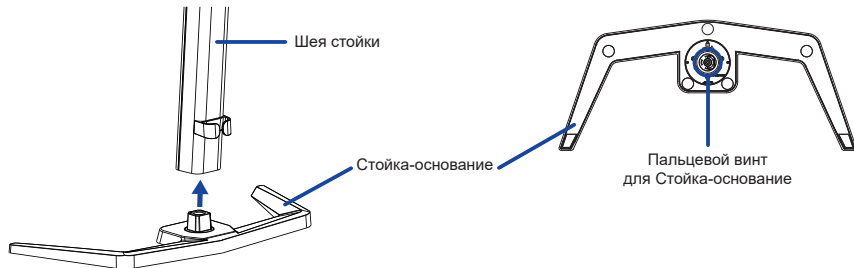 Шея стойки
Стойка-основание
Пальцевой винт
для Стойка-основание